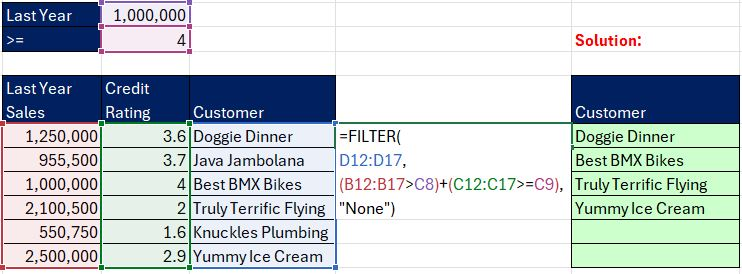 Last Year 1,000,000
>= 4 Solution:
Last Year Sales Credit Rating Customer Customer
1,250,000 3.6 Doggie Dinner =FILTER( Doggie Dinner
955,500 3.7 Java Jambolana D12:D17, Best BMX Bikes
1,000,000 4 Best BMX Bikes (B12:B17>C8)+(C12:C17>=C9), Truly Terrific Flying
2,100,500 2 Truly Terrific Flying "None") Yummy Ice Cream
550,750 1.6 Knuckles Plumbing
2,500,000 2.9 Yummy Ice Cream